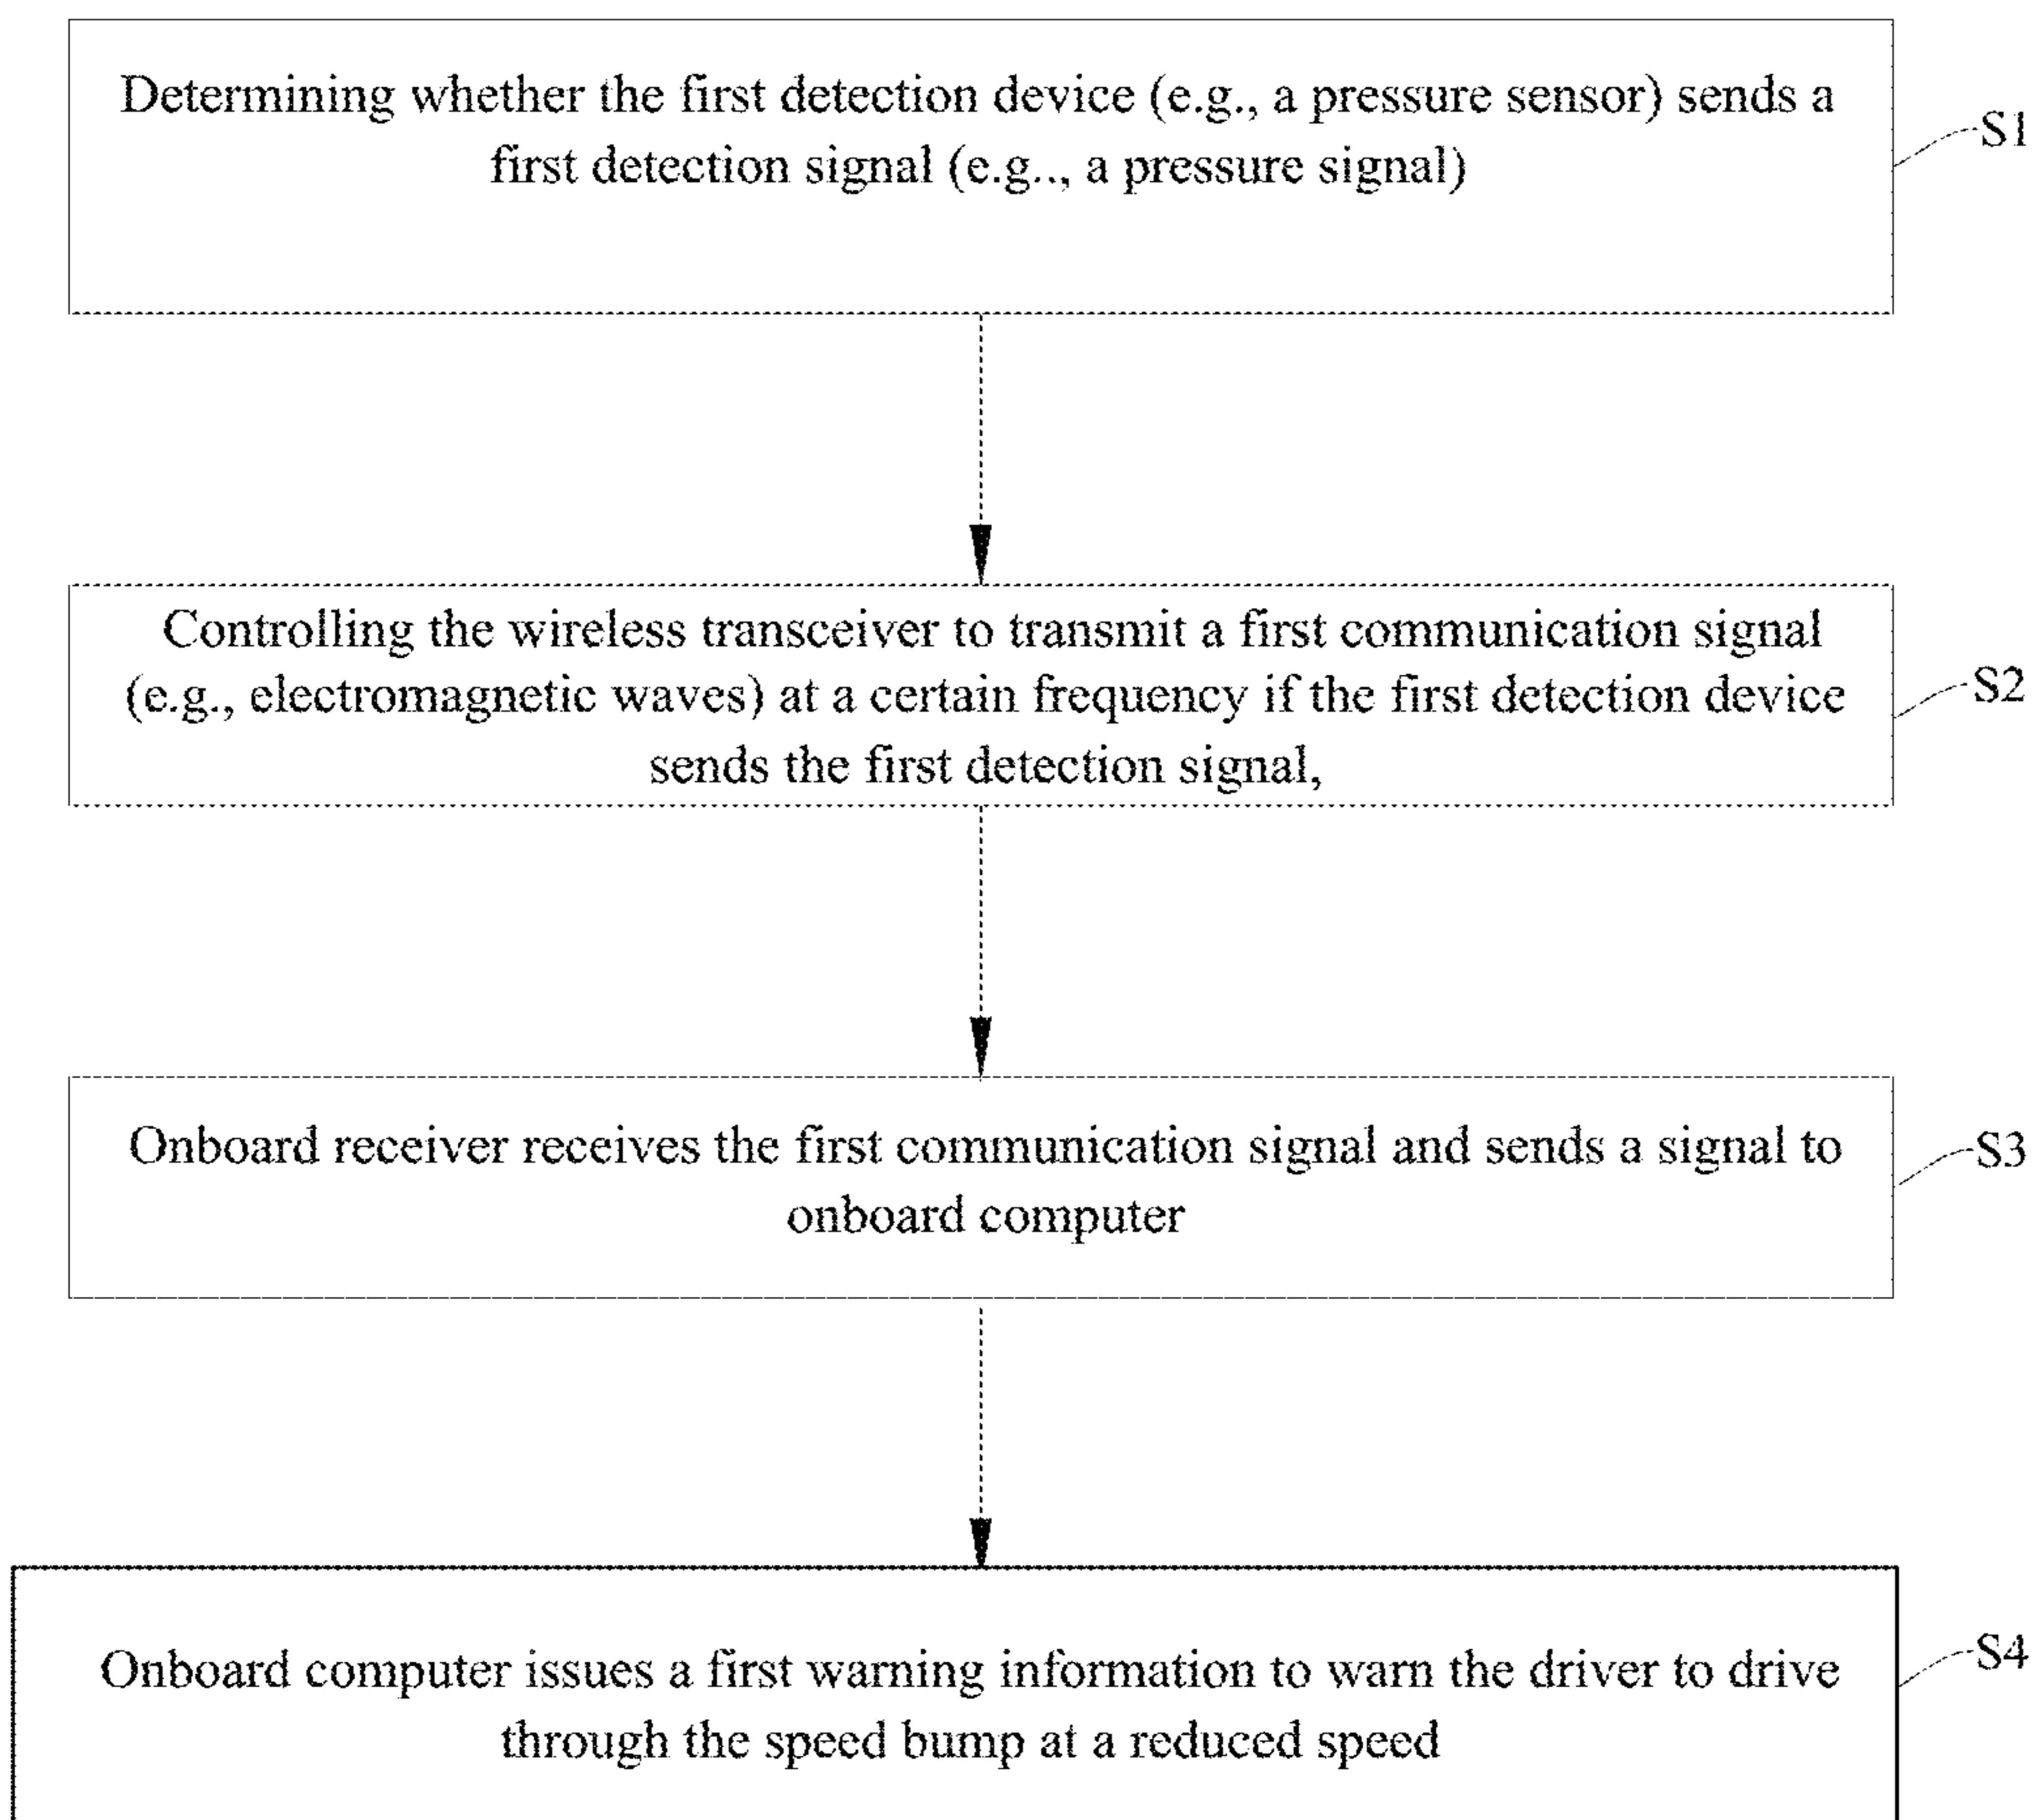 Determining whether the first detection device (e.g., a pressure sensor) sends a
first detection signal (e.g.., a pressure signal)
S1
Controlling the wireless transceiver to transmit a first communication signal
(e.g., electromagnetic waves) at a certain frequency if the first detection device
sends the first detection signal,
S2
Onboard receiver receives the first communication signal and sends a signal to
onboard computer
S3
Onboard computer issues a first warning information to warn the driver to drive
through the speed bump at a reduced speed
S4